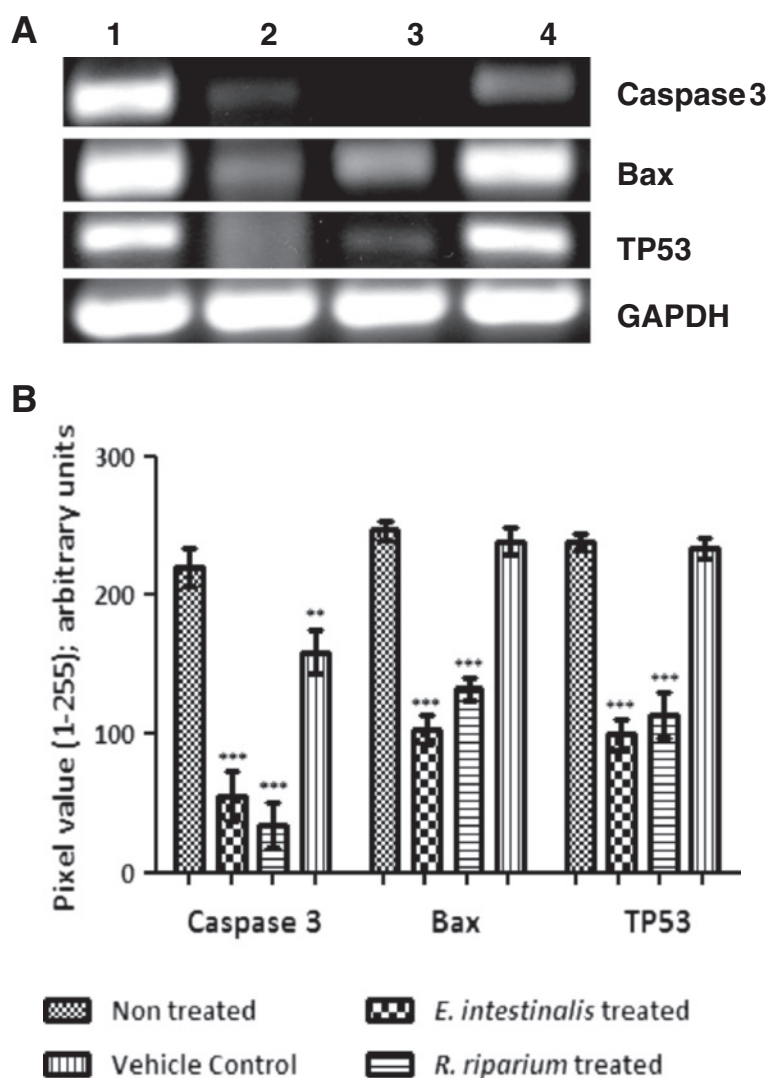 A
1 2 3 4
Caspase 3
Bax
TP53
GAPDH
B
Pixel value (1-255); arbitrary units
300
200
100
0
***
***
**
***
***
***
***
Caspase 3 Bax TP53
Non treated
E. intestinalis treated
Vehicle Control
R. riparium treated